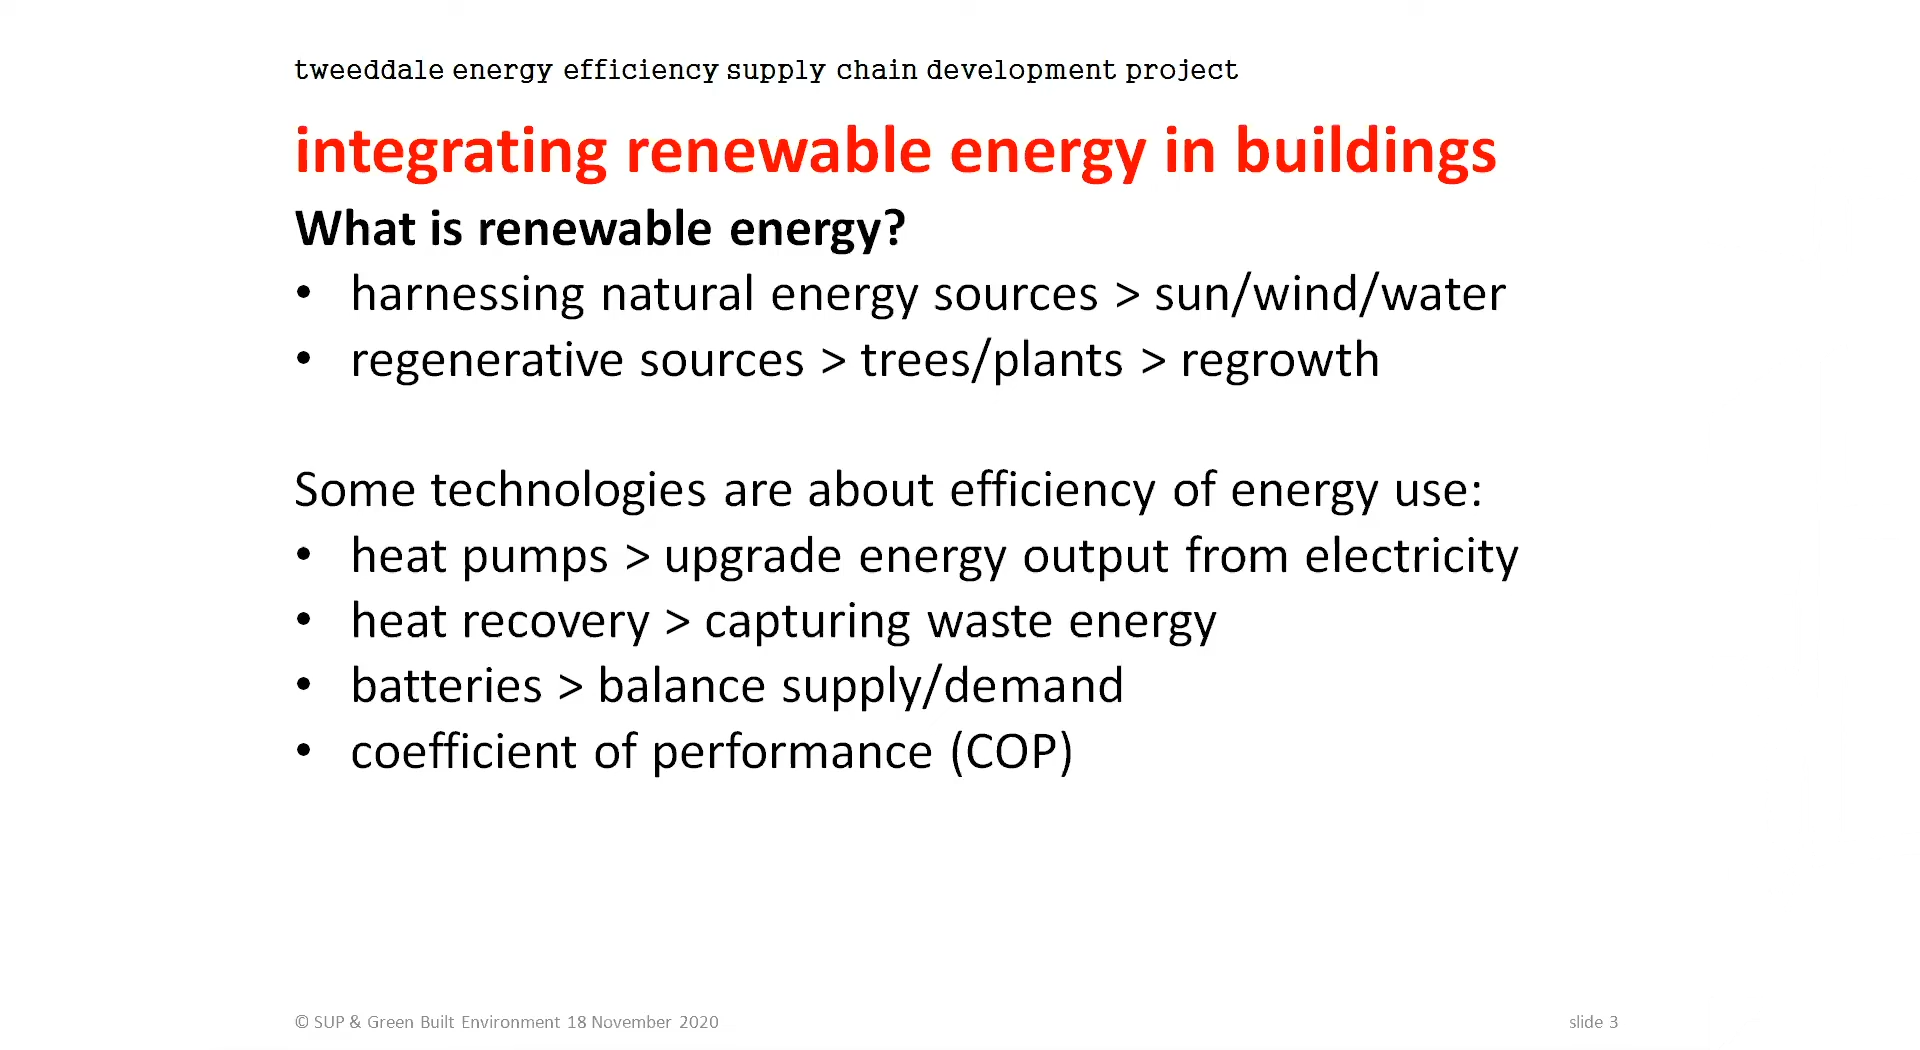 tweeddale energy efficiency supply chain development project
integrating renewable energy in buildings
What is renewable energy?
• harnessing natural energy sources > sun/wind/water
• regenerative sources > trees/plants > regrowth
Some technologies are about efficiency of energy use:
• heat pumps > upgrade energy output from electricity
• heat recovery > capturing waste energy
• batteries > balance supply/demand
• coefficient of performance (COP)
© SUP & Green Built Environment 18 November 2020
slide 3